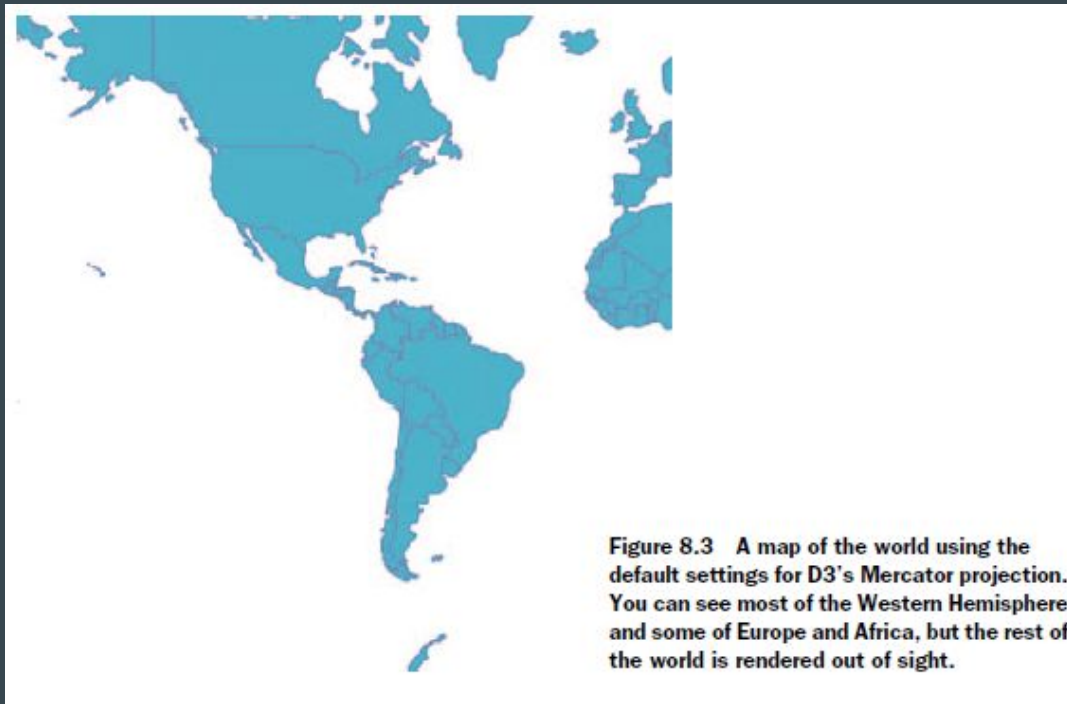 Figure 8.3 A map of the world using the
default settings for D3's Mercator projection.
You can see most of the Western Hemisphere
and some of Europe and Africa, but the rest of
the world is rendered out of sight.